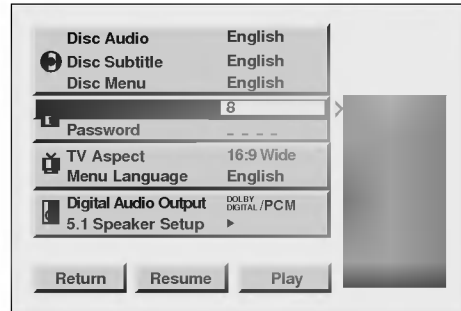 Disc Audio English
Disc Subtitle English
Disc Menu English
8
Password _ _ _ _
TV Aspect 16:9 Wide
Menu Language English
Digital Audio Output DOLBY DIGITAL /PCM
5.1 Speaker Setup ►
Return Resume Play